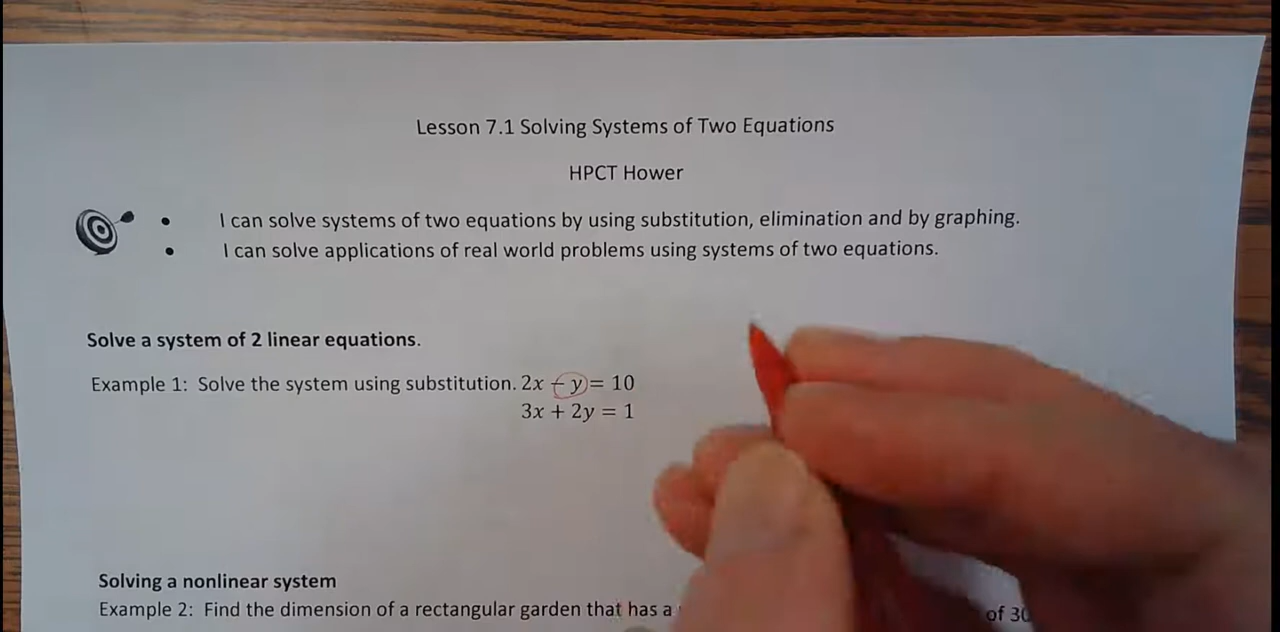 Lesson 7.1 Solving Systems of Two Equations
HPCT Hower
• I can solve systems of two equations by using substitution, elimination and by graphing.
• I can solve applications of real world problems using systems of two equations.
Solve a system of 2 linear equations.
Example 1: Solve the system using substitution. 2x − y = 10
3x + 2y = 1
Solving a nonlinear system
Example 2: Find the dimension of a rectangular garden that has a of